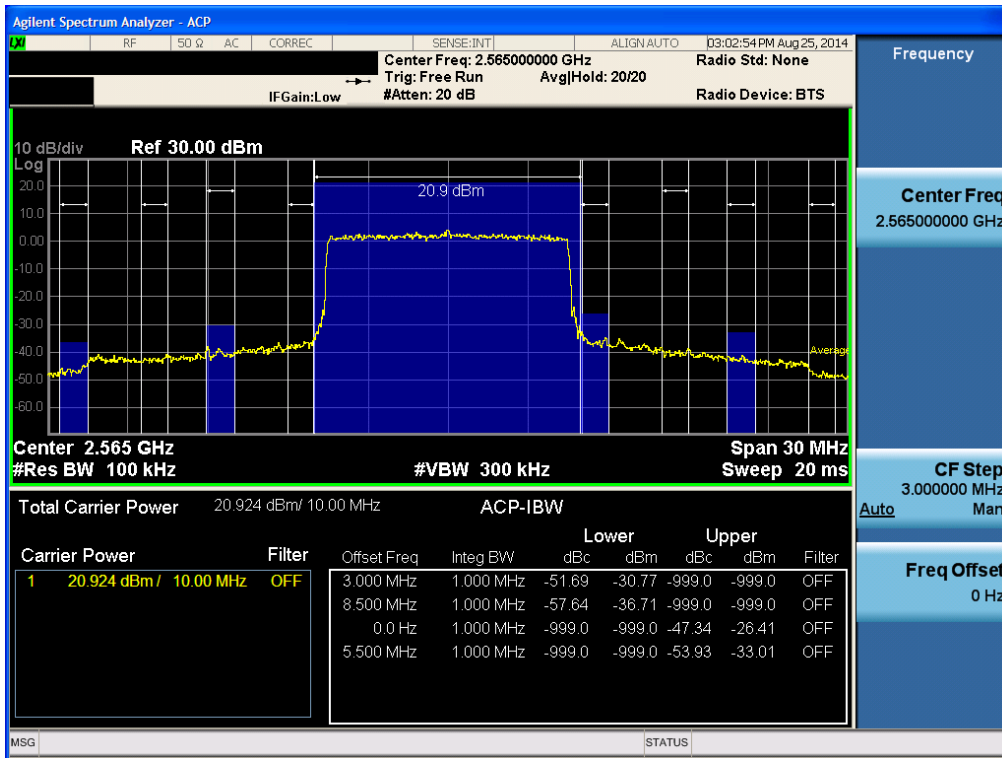 Agilent Spectrum Analyzer - ACP
LXI RF 50 Ω AC CORREC SENSE:INT ALIGN AUTO 03:02:54 PM Aug 25, 2014
Center Freq: 2.565000000 GHz Radio Std: None
Trig: Free Run Avg|Hold: 20/20
IFGain:Low #Atten: 20 dB Radio Device: BTS
10 dB/div Ref 30.00 dBm
Log
20.0
10.0
0.00
-10.0
-20.0
-30.0
-40.0
-50.0
-60.0
20.9 dBm
Average
Center 2.565 GHz Span 30 MHz
#Res BW 100 kHz #VBW 300 kHz Sweep 20 ms
Total Carrier Power 20.924 dBm/ 10.00 MHz ACP-IBW
Lower Upper
Carrier Power Filter Offset Freq Integ BW dBc dBm dBc dBm Filter
1 20.924 dBm / 10.00 MHz OFF 3.000 MHz 1.000 MHz -51.69 -30.77 -999.0 -999.0 OFF
8.500 MHz 1.000 MHz -57.64 -36.71 -999.0 -999.0 OFF
0.0 Hz 1.000 MHz -999.0 -999.0 -47.34 -26.41 OFF
5.500 MHz 1.000 MHz -999.0 -999.0 -53.93 -33.01 OFF
MSG STATUS
Frequency
Center Freq
2.565000000 GHz
CF Step
3.000000 MHz
Auto Man
Freq Offset
0 Hz